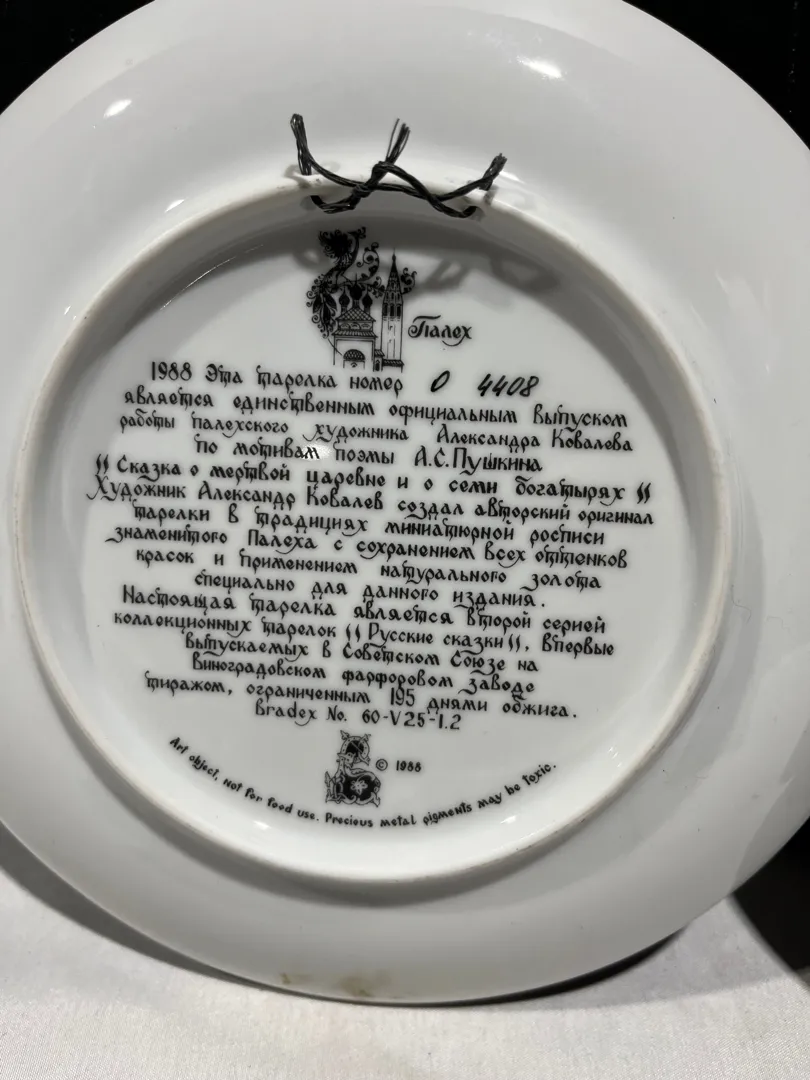 Палех
1988 Эта тарелка номер 0 4408
является единственным официальным выпуском
работы палехского художника Александра Ковалева
по мотивам поэмы А.С.Пушкина
"Сказка о мертвой царевне и о семи богатырях"
Художник Александр Ковалев создал авторский оригинал
тарелки в традициях миниатюрной росписи
знаменитого Палеха с сохранением всех оттенков
красок и применением натурального золота
специально для данного издания.
Настоящая тарелка является второй серией
коллекционных тарелок "Русские сказки", впервые
выпускаемых в Советском Союзе на
Виноградовском фарфоровом заводе
тиражом, ограниченным 195 днями обжига.
Bradex No. 60-V25-1.2
© 1988
Art object, not for food use. Precious metal pigments may be toxic.